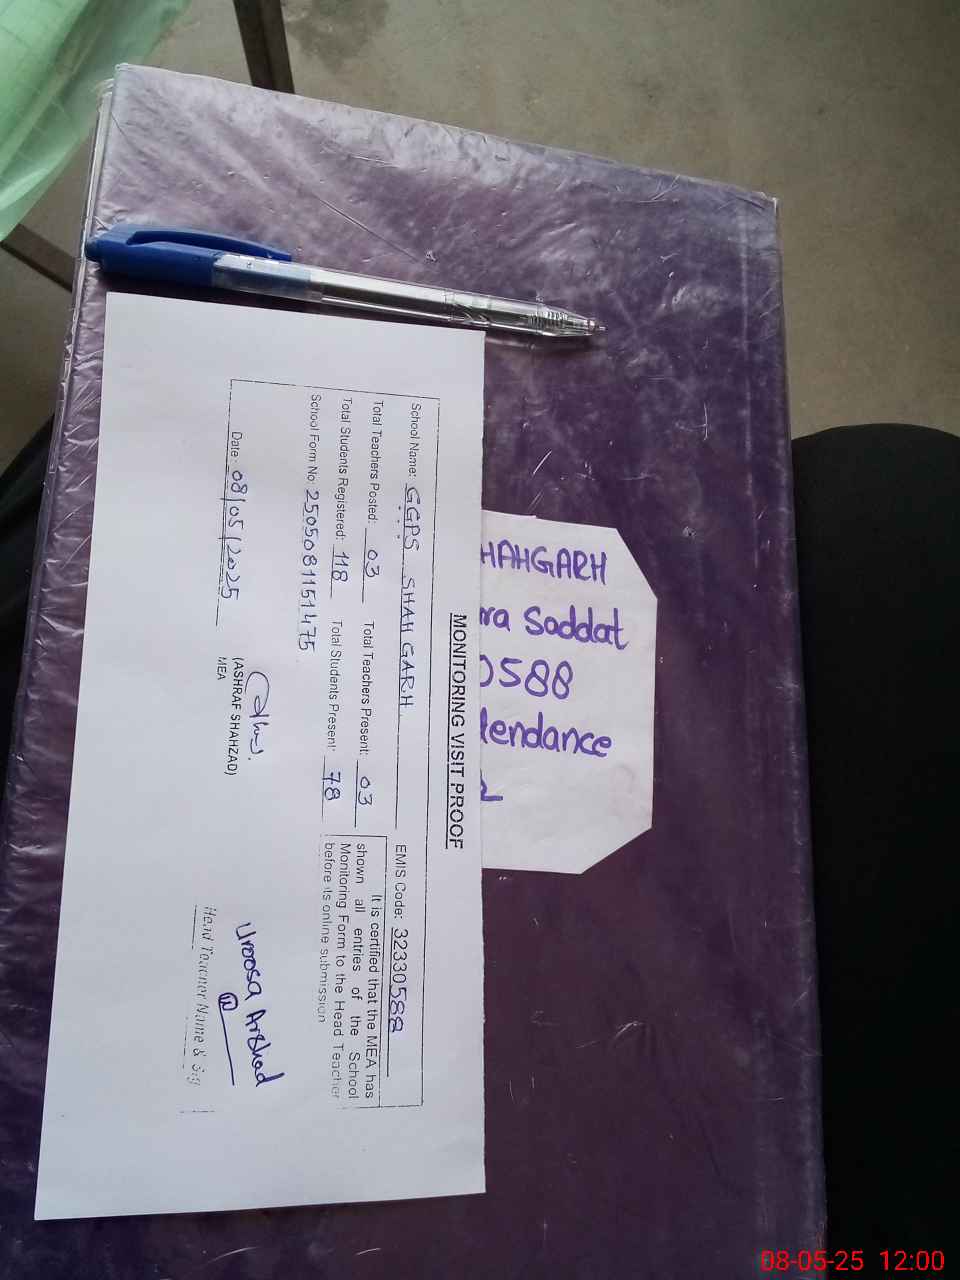 MONITORING VISIT PROOF
School Name: GGPS SHAH GARH EMIS Code: 32330588
Total Teachers Posted: 03 Total Teachers Present: 03
Total Students Registered: 118 Total Students Present: 78
School Form No: 2505081151475
It is certified that the MEA has
shown all entries of the School
Monitoring Form to the Head Teacher
before its online submission
Date: 08/05/2025
(ASHRAF SHAHZAD)
MEA
Uroosa Arshad
Head Teacher Name & Sig
HAHGARH
ra Saddat
0588
tendance
08-05-25 12:00